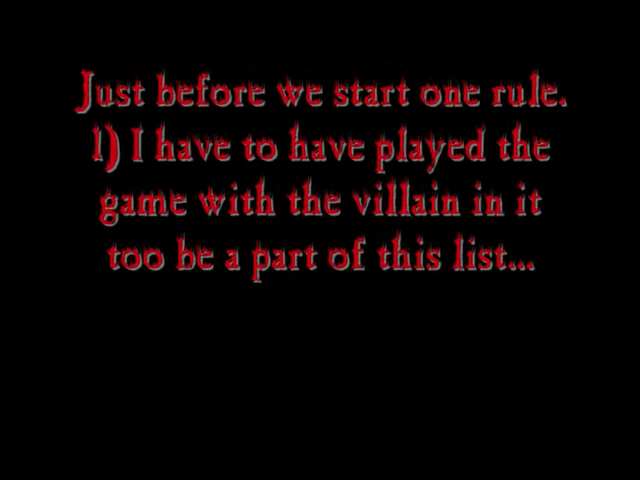 Just before we start one rule.
1) I have to have played the
game with the villain in it
too be a part of this list...